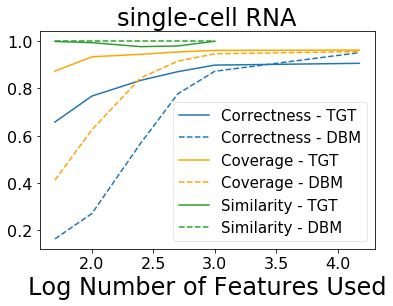 single-cell RNA
1.0
0.8
0.6
0.4
0.2
Correctness - TGT
Correctness - DBM
Coverage - TGT
Coverage - DBM
Similarity - TGT
Similarity - DBM
2.0 2.5 3.0 3.5 4.0
Log Number of Features Used